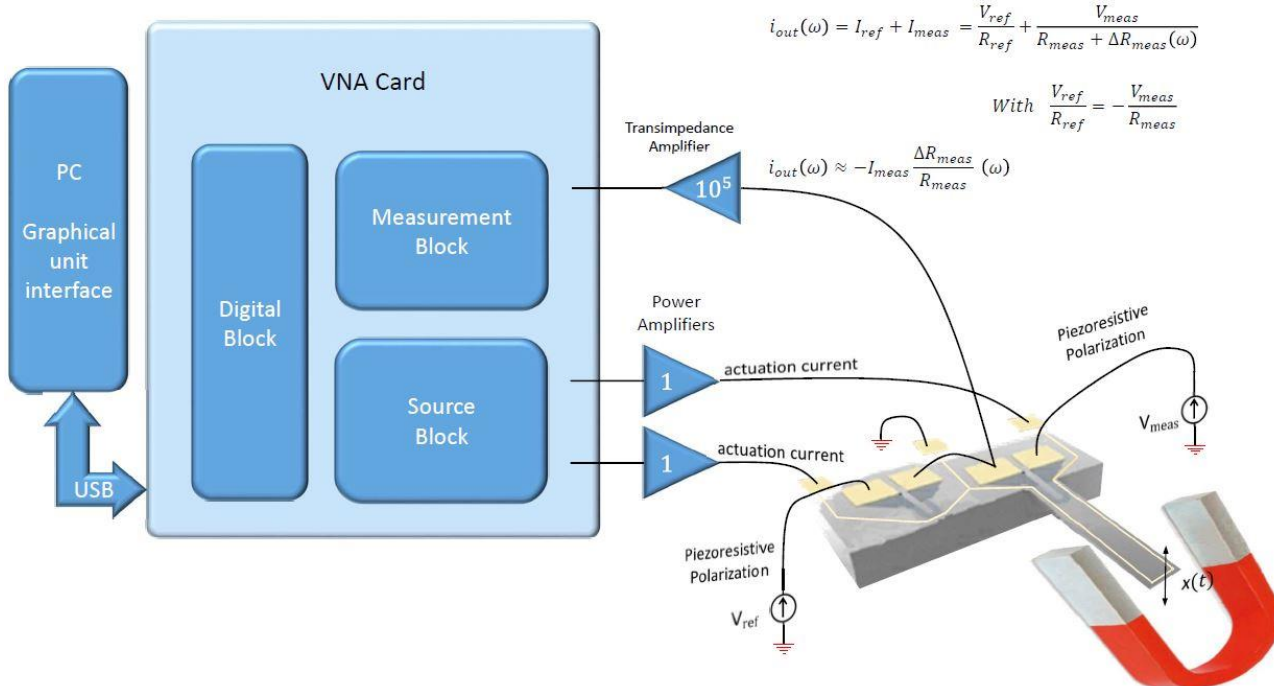 PC
Graphical
unit
interface
USB
VNA Card
Digital
Block
Measurement
Block
Source
Block
Transimpedance
Amplifier
10⁵
Power
Amplifiers
1
actuation current
1
actuation current
i_out(ω) = I_ref + I_meas = V_ref/R_ref + V_meas/(R_meas + ΔR_meas(ω))
With V_ref/R_ref = −V_meas/R_meas
i_out(ω) ≈ −I_meas ΔR_meas/R_meas (ω)
Piezoresistive
Polarization
V_meas
Piezoresistive
Polarization
V_ref
x(t)